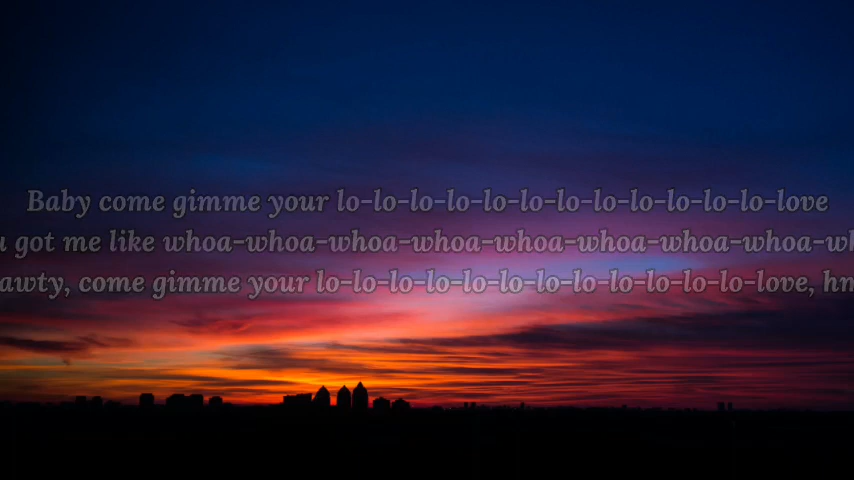 Baby come gimme your lo-lo-lo-lo-lo-lo-lo-lo-lo-lo-lo-lo-love
u got me like whoa-whoa-whoa-whoa-whoa-whoa-whoa-whoa-wh
awty, come gimme your lo-lo-lo-lo-lo-lo-lo-lo-lo-lo-lo-lo-love,